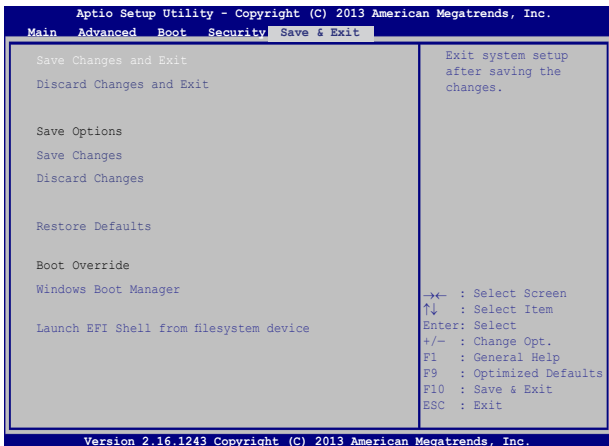 Aptio Setup Utility - Copyright (C) 2013 American Megatrends, Inc.
Main Advanced Boot Security Save & Exit
Save Changes and Exit
Discard Changes and Exit
Save Options
Save Changes
Discard Changes
Restore Defaults
Boot Override
Windows Boot Manager
Launch EFI Shell from filesystem device
Exit system setup
after saving the
changes.
→← : Select Screen
↑↓ : Select Item
Enter: Select
+/— : Change Opt.
F1 : General Help
F9 : Optimized Defaults
F10 : Save & Exit
ESC : Exit
Version 2.16.1243 Copyright (C) 2013 American Megatrends, Inc.